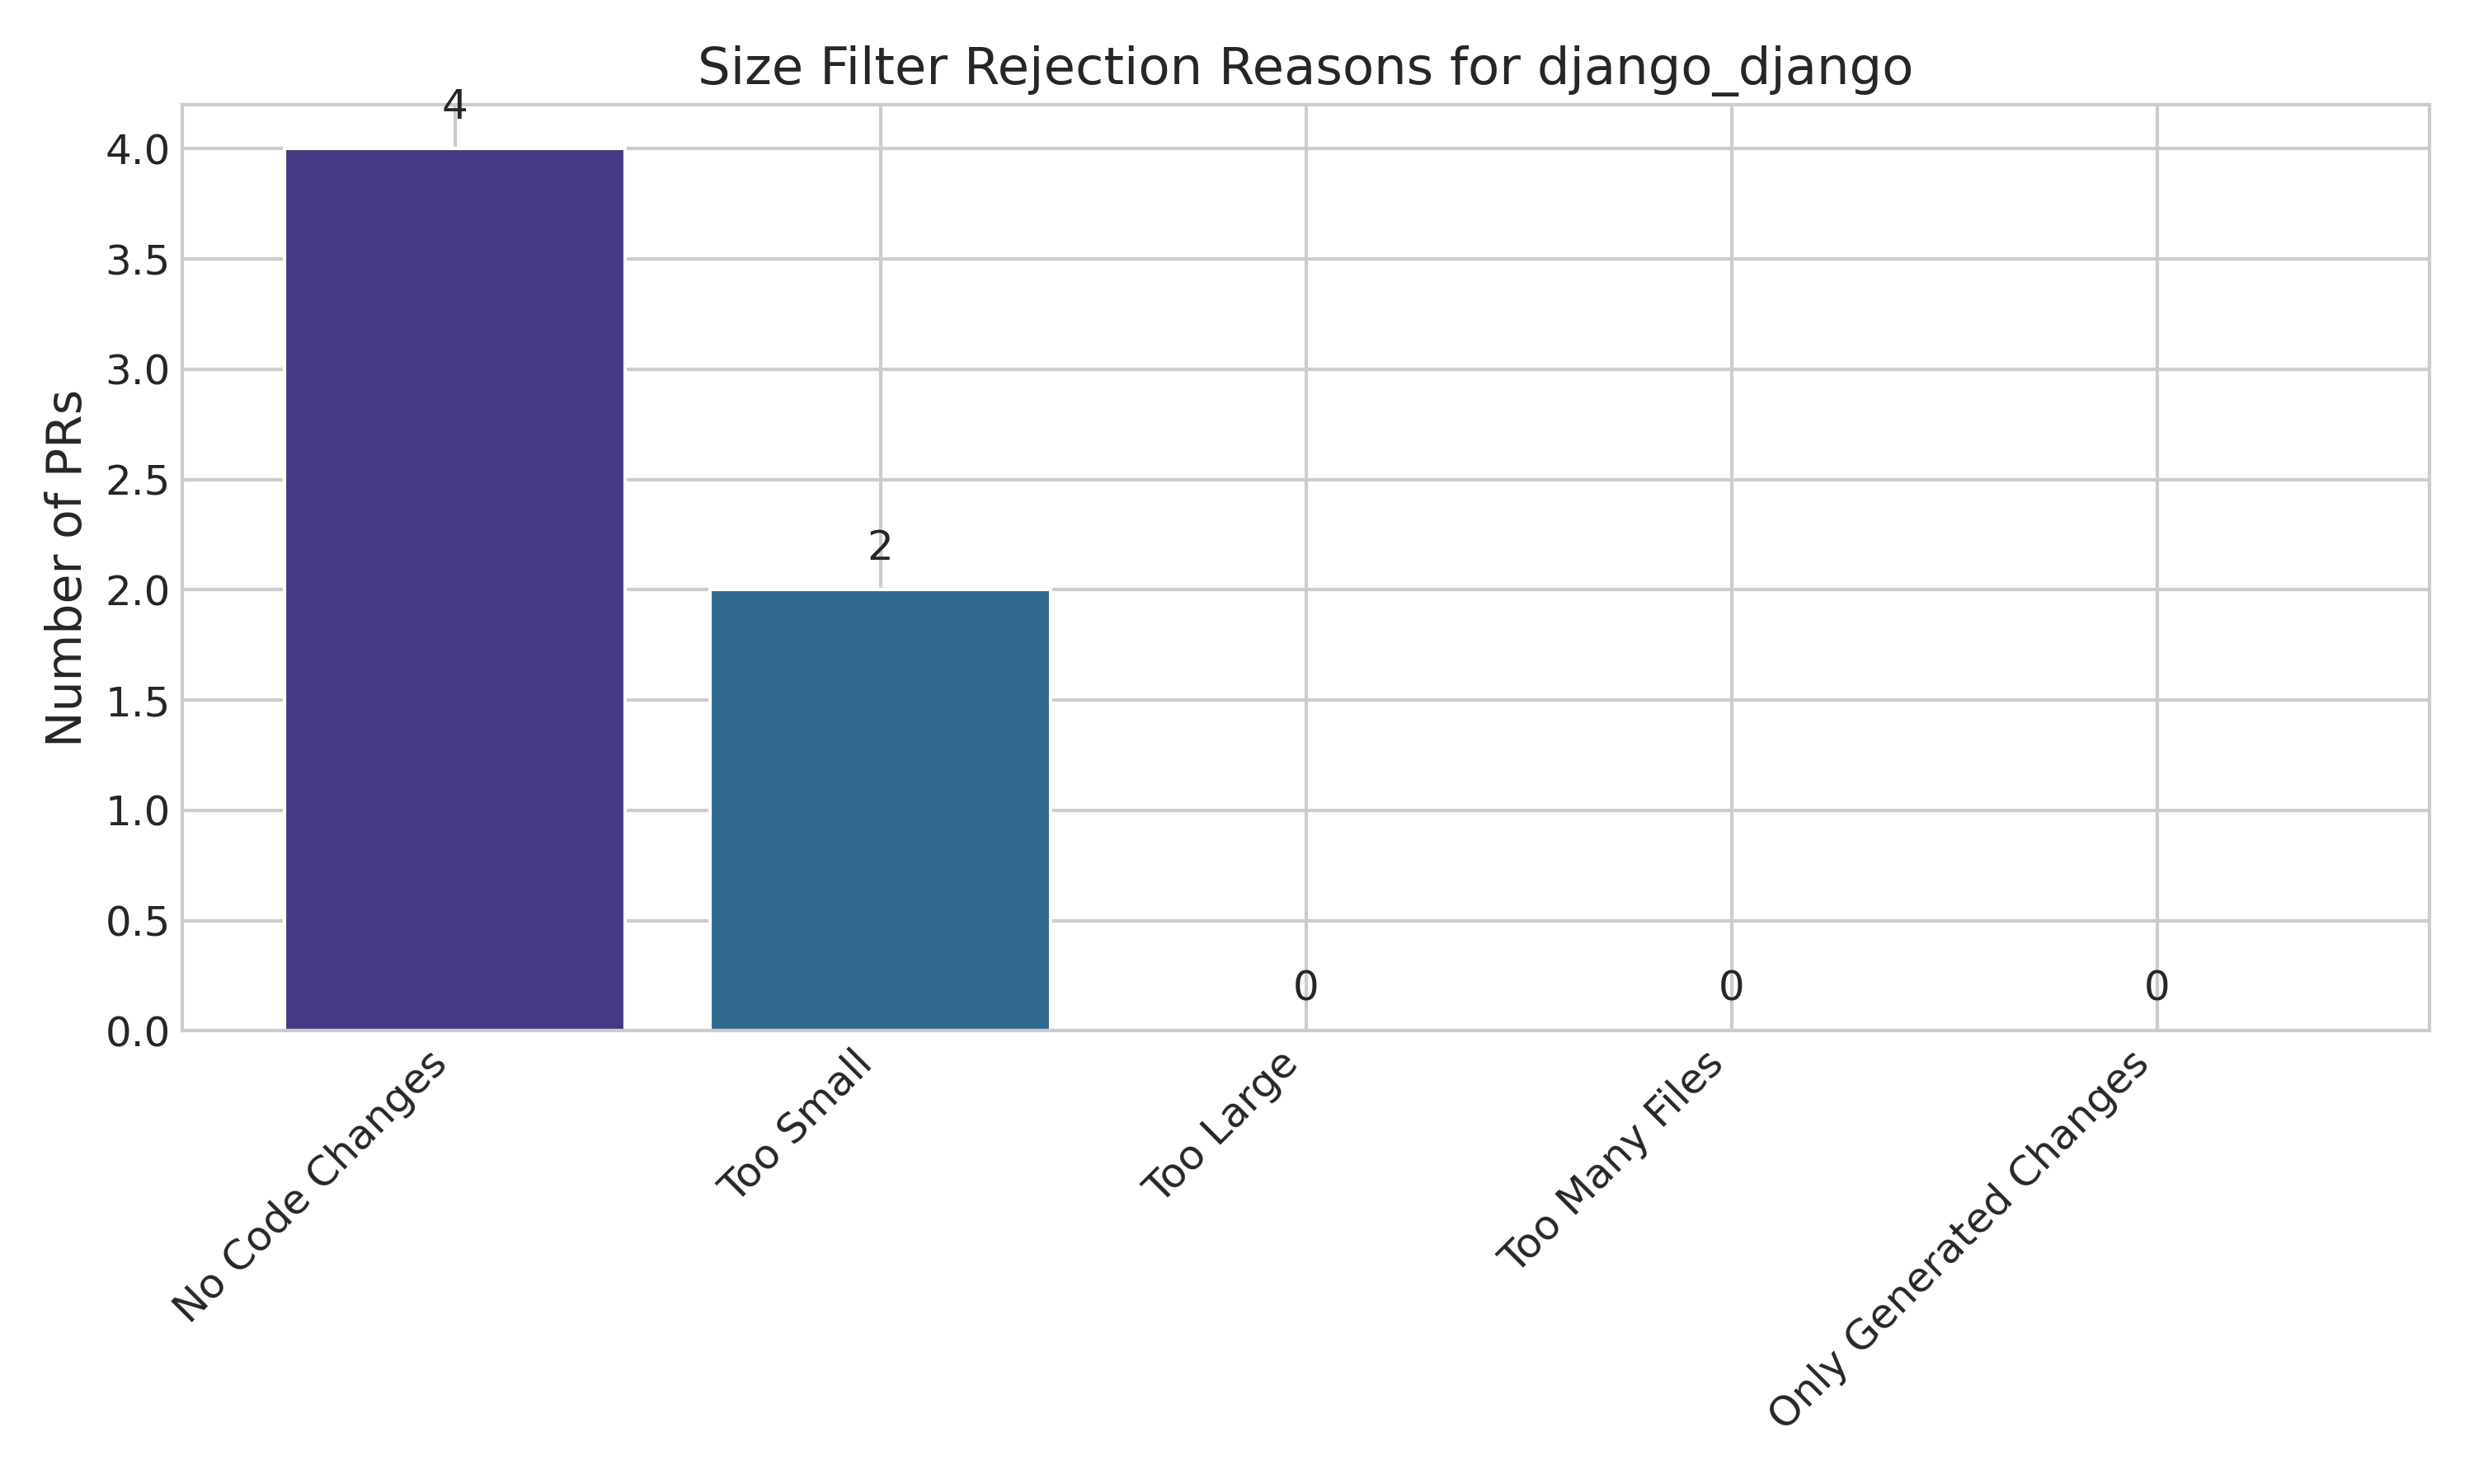 Size Filter Rejection Reasons for django_django
4
4.0
3.5
3.0
2.5
2
2.0
1.5
1.0
0.5
0
0
0
0.0
Number of PRs
No Code Changes
Too Small
Too Large
Too Many Files
Only Generated Changes